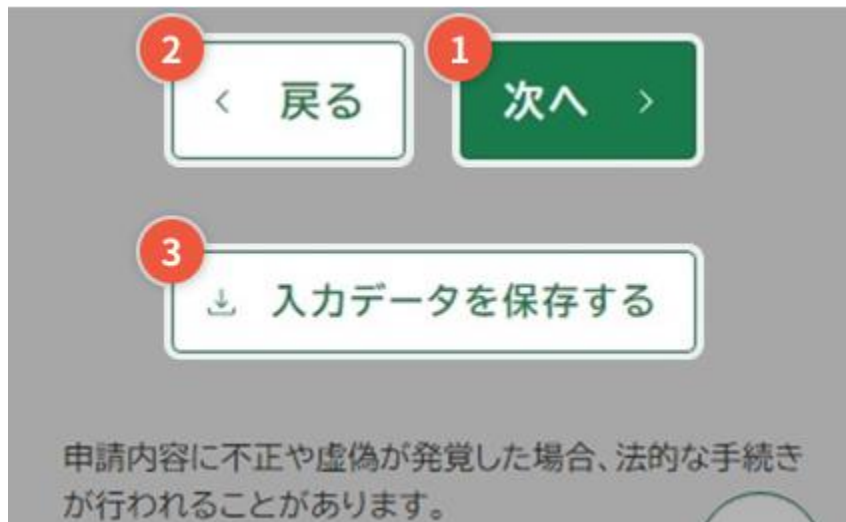 2 < 戻る 1 次へ >
3 入力データを保存する
申請内容に不正や虚偽が発覚した場合、法的な手続き
が行われることがあります。